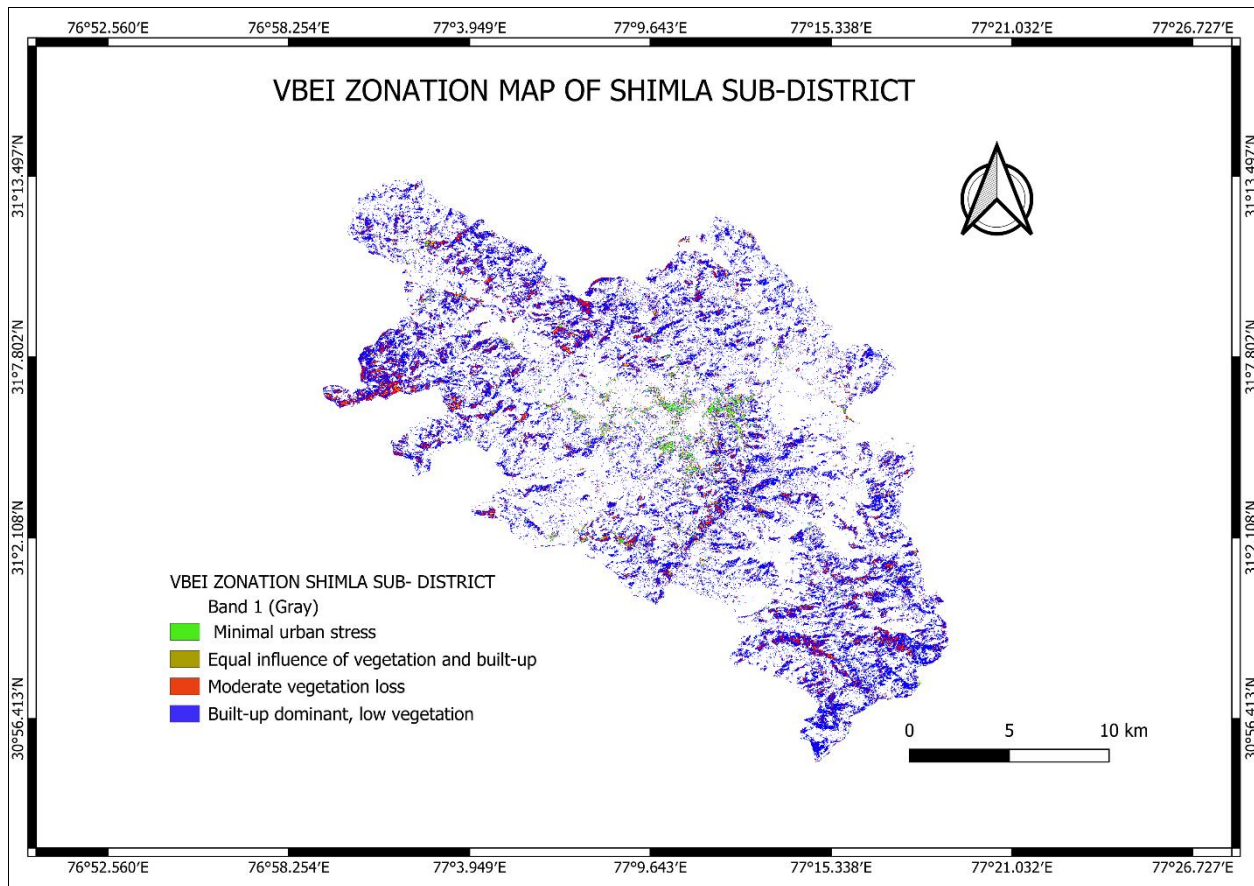 76°52.560′E 76°58.254′E 77°3.949′E 77°9.643′E 77°15.338′E 77°21.032′E 77°26.727′E
VBEI ZONATION MAP OF SHIMLA SUB-DISTRICT
31°13.497′N 31°13.497′N
31°7.802′N 31°7.802′N
31°2.108′N 31°2.108′N
VBEI ZONATION SHIMLA SUB- DISTRICT
Band 1 (Gray)
Minimal urban stress
Equal influence of vegetation and built-up
Moderate vegetation loss
Built-up dominant, low vegetation
30°56.413′N 30°56.413′N
0 5 10 km
76°52.560′E 76°58.254′E 77°3.949′E 77°9.643′E 77°15.338′E 77°21.032′E 77°26.727′E